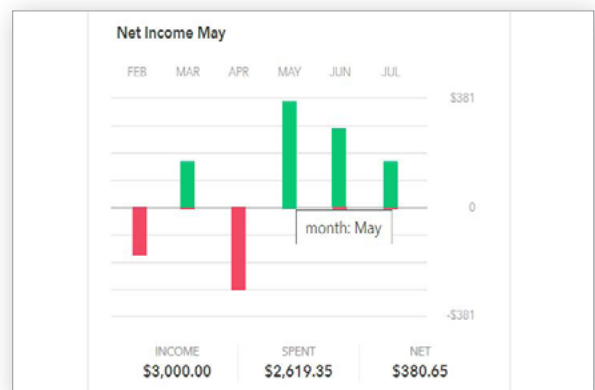 Net Income May
FEB MAR APR MAY JUN JUL
$381
0
month: May
-$381
INCOME SPENT NET
$3,000.00 $2,619.35 $380.65